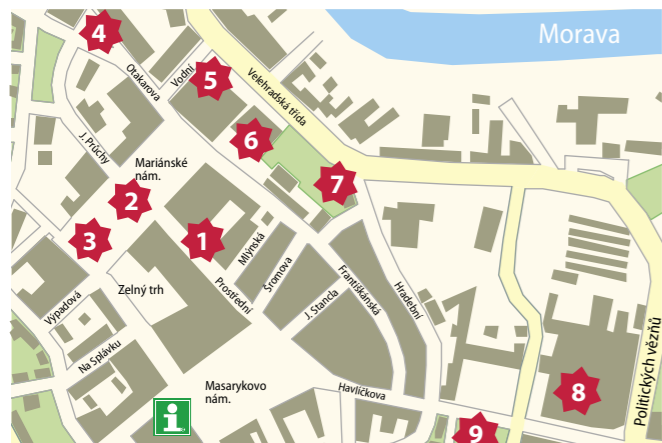 4
Morava
Otakarova
Vodní
5
Velehradská třída
6
J. Průchy
Mariánské
nám.
7
2
3
1
Mlýnská
Šromova
Zelný trh
Prostřední
J. Stancla
Františkánská
Hradební
Výpadová
Na Splávku
Politických vězňů
Masarykovo
nám.
Havlíčkova
8
i
9